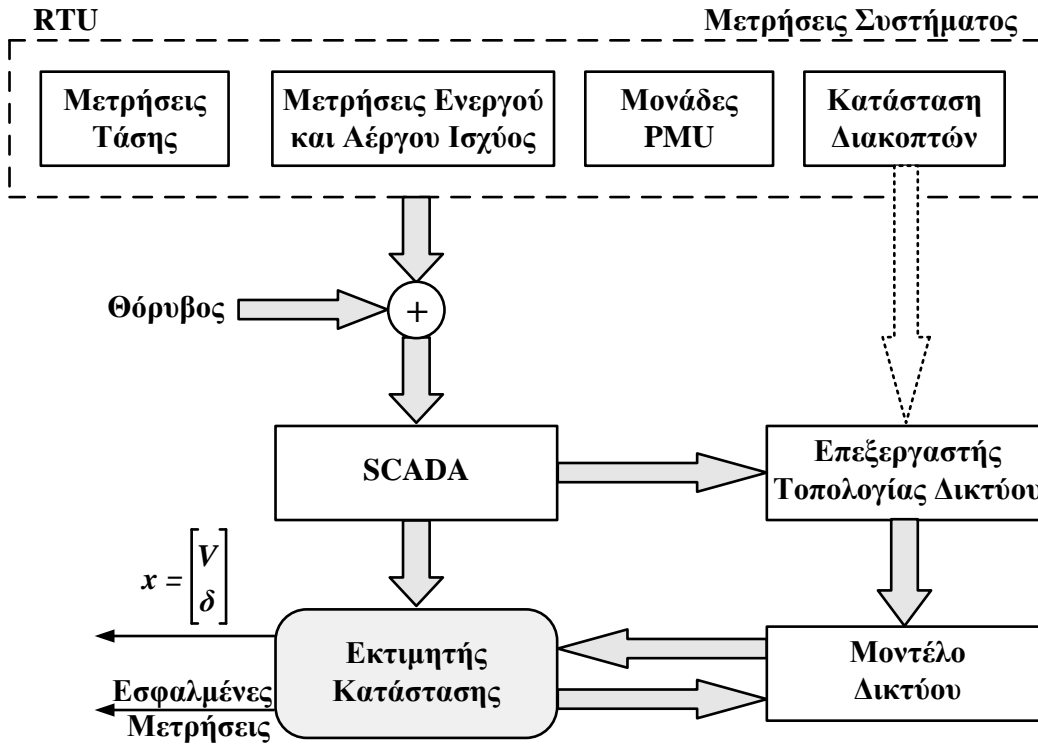 RTU
Μετρήσεις Συστήματος
Μετρήσεις
Τάσης
Μετρήσεις Ενεργού
και Αέργου Ισχύος
Μονάδες
PMU
Κατάσταση
Διακοπτών
Θόρυβος
+
SCADA
Επεξεργαστής
Τοπολογίας Δικτύου
x = [V
δ]
Εκτιμητής
Κατάστασης
Μοντέλο
Δικτύου
Εσφαλμένες
Μετρήσεις